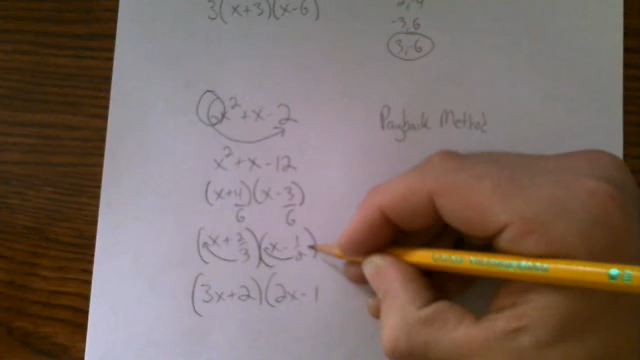 3(x+3)(x-6)
-3,6
3,-6
6x²+x-2
Payback Method
x²+x-12
(x+4/6)(x-3/6)
(x+2/3)(x-1/2)
(3x+2)(2x-1